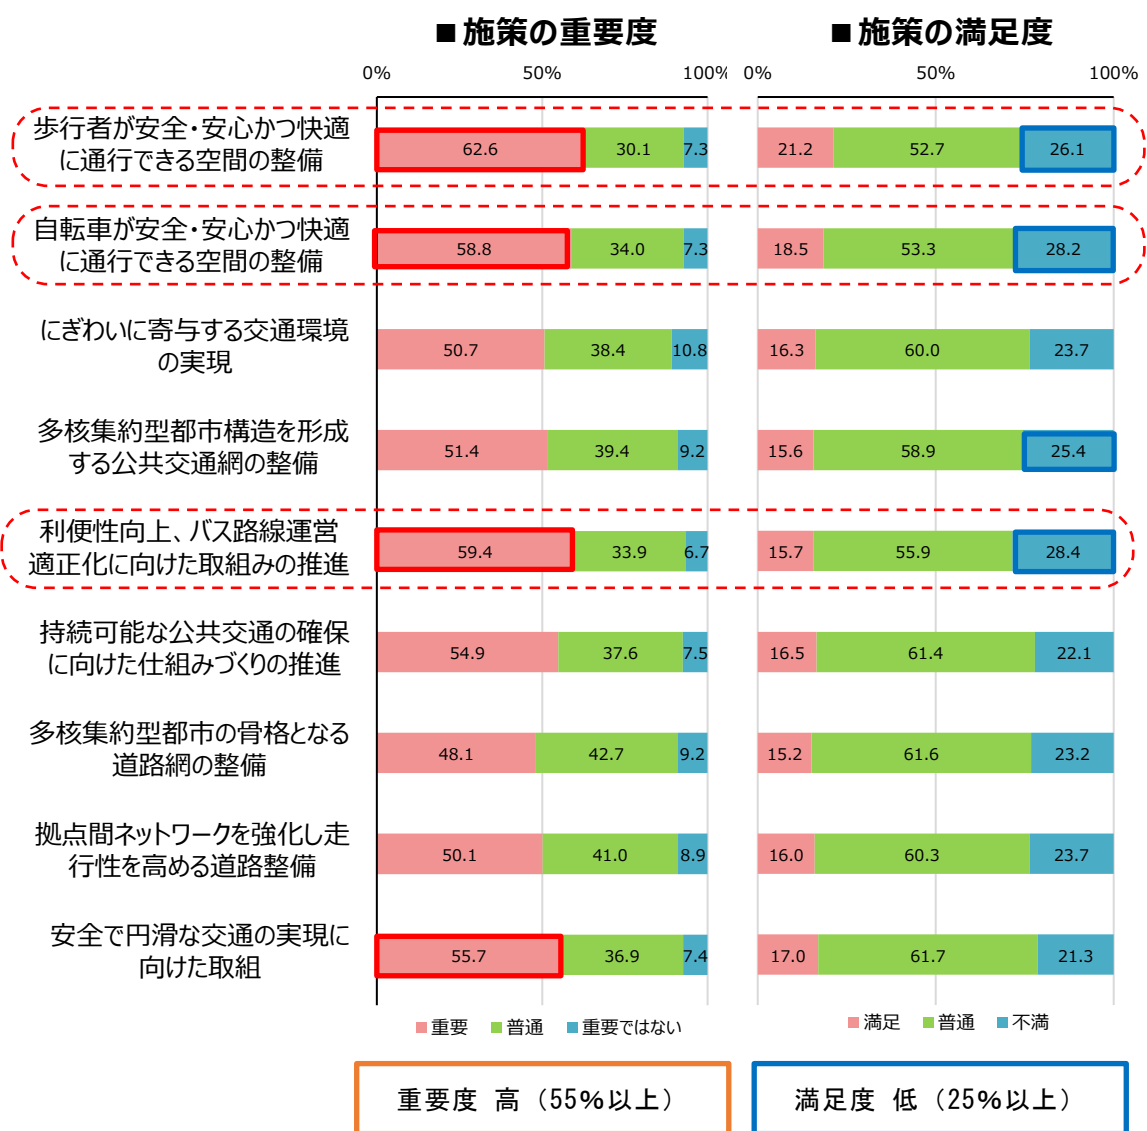 ■施策の重要度
■施策の満足度
0% 50% 100%
0% 50% 100%
歩行者が安全・安心かつ快適
に通行できる空間の整備
62.6 30.1 7.3
21.2 52.7 26.1
自転車が安全・安心かつ快適
に通行できる空間の整備
58.8 34.0 7.3
18.5 53.3 28.2
にぎわいに寄与する交通環境
の実現
50.7 38.4 10.8
16.3 60.0 23.7
多核集約型都市構造を形成
する公共交通網の整備
51.4 39.4 9.2
15.6 58.9 25.4
利便性向上、バス路線運営
適正化に向けた取組みの推進
59.4 33.9 6.7
15.7 55.9 28.4
持続可能な公共交通の確保
に向けた仕組みづくりの推進
54.9 37.6 7.5
16.5 61.4 22.1
多核集約型都市の骨格となる
道路網の整備
48.1 42.7 9.2
15.2 61.6 23.2
拠点間ネットワークを強化し走
行性を高める道路整備
50.1 41.0 8.9
16.0 60.3 23.7
安全で円滑な交通の実現に
向けた取組
55.7 36.9 7.4
17.0 61.7 21.3
■重要 ■普通 ■重要ではない
■満足 ■普通 ■不満
重要度 高（55%以上）
満足度 低（25%以上）